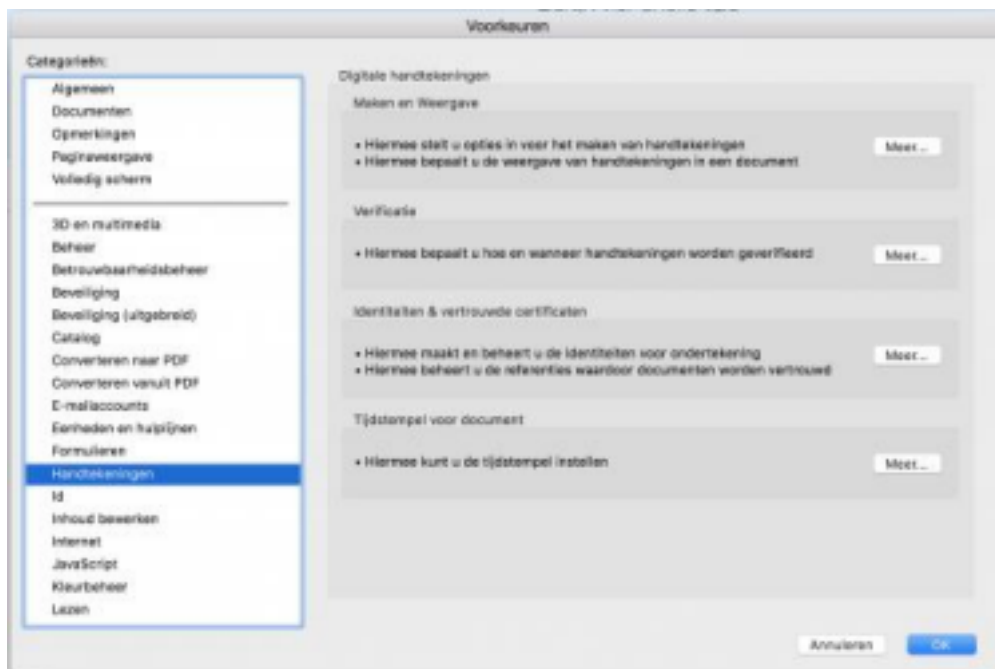 Voorkeuren
Categorieën:
Algemeen
Documenten
Opmerkingen
Paginaweergave
Volledig scherm
3D en multimedia
Beheer
Betrouwbaarheidsbeheer
Beveiliging
Beveiliging (uitgebreid)
Catalog
Converteren naar PDF
Converteren vanuit PDF
E-mailaccounts
Eenheden en hulplijnen
Formulieren
Handtekeningen
Id
Inhoud bewerken
Internet
JavaScript
Kleurbeheer
Lezen
Digitale handtekeningen
Maken en Weergave
• Hiermee stelt u opties in voor het maken van handtekeningen
• Hiermee bepaalt u de weergave van handtekeningen in een document
Meer...
Verificatie
• Hiermee bepaalt u hoe en wanneer handtekeningen worden geverifieerd
Meer...
Identiteiten & vertrouwde certificaten
• Hiermee maakt en beheert u de identiteiten voor ondertekening
• Hiermee beheert u de referenties waardoor documenten worden vertrouwd
Meer...
Tijdstempel voor document
• Hiermee kunt u de tijdstempel instellen
Meer...
Annuleren
OK